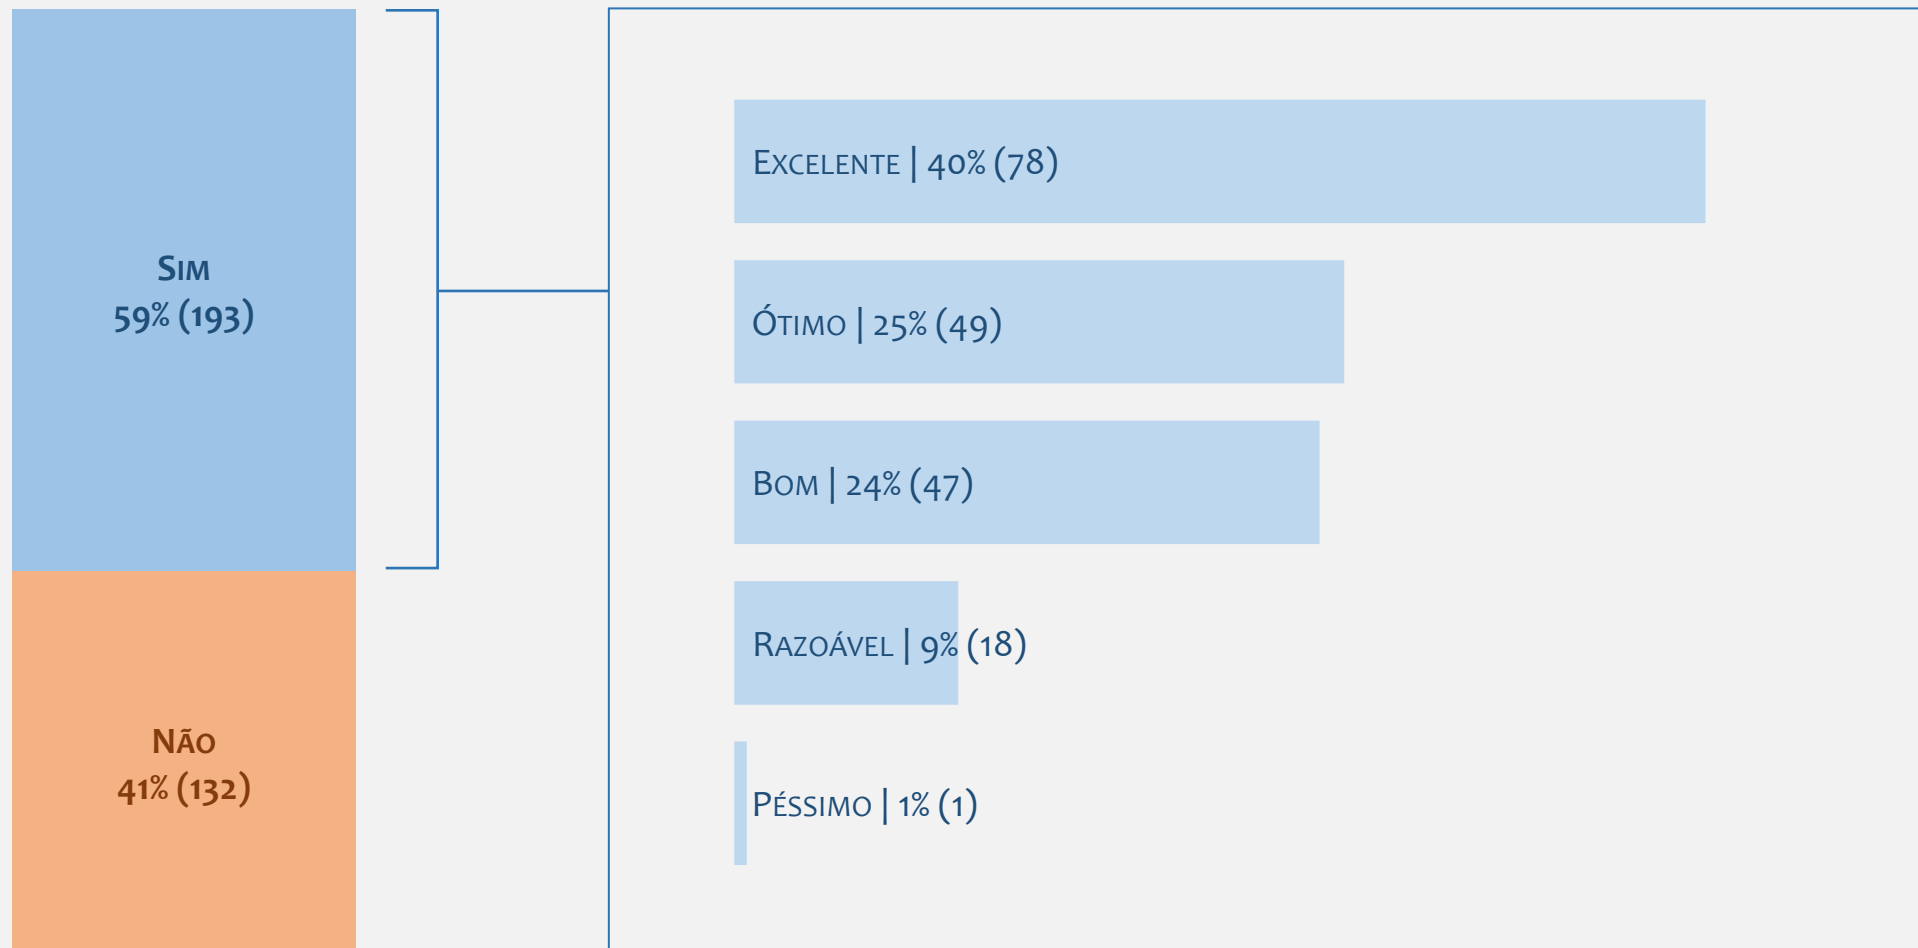 Sim
59% (193)
Não
41% (132)
Excelente | 40% (78)
Ótimo | 25% (49)
Bom | 24% (47)
Razoável | 9% (18)
Péssimo | 1% (1)